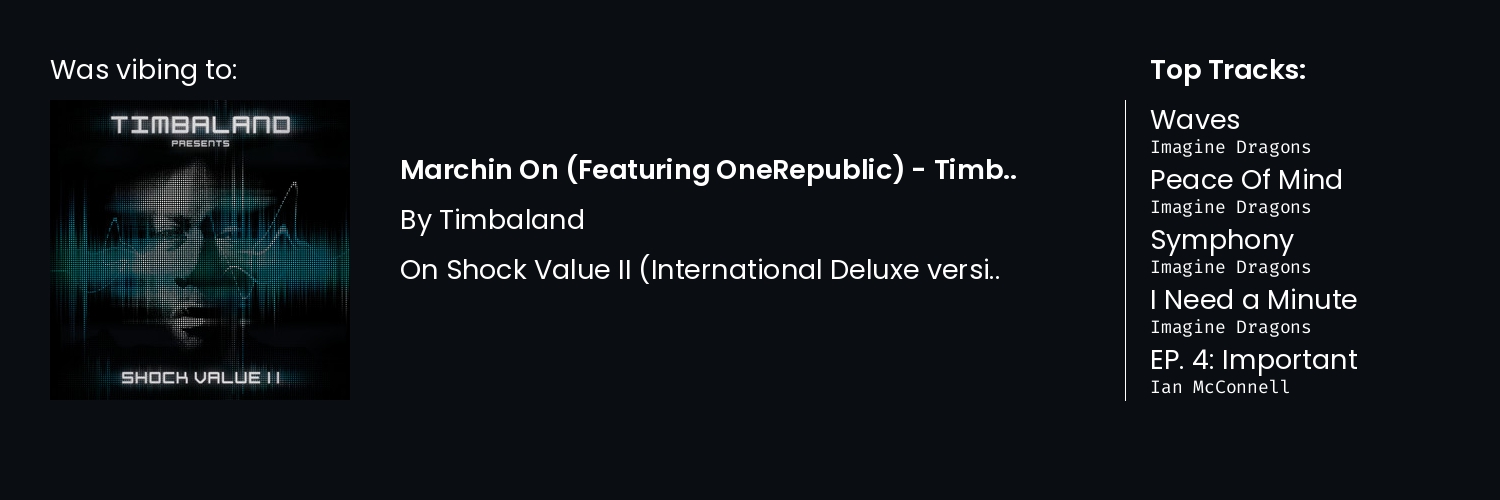 Was vibing to:
TIMBALAND
PRESENTS
SHOCK VALUE II
Marchin On (Featuring OneRepublic) - Timb..
By Timbaland
On Shock Value II (International Deluxe versi..
Top Tracks:
Waves
Imagine Dragons
Peace Of Mind
Imagine Dragons
Symphony
Imagine Dragons
I Need a Minute
Imagine Dragons
EP. 4: Important
Ian McConnell